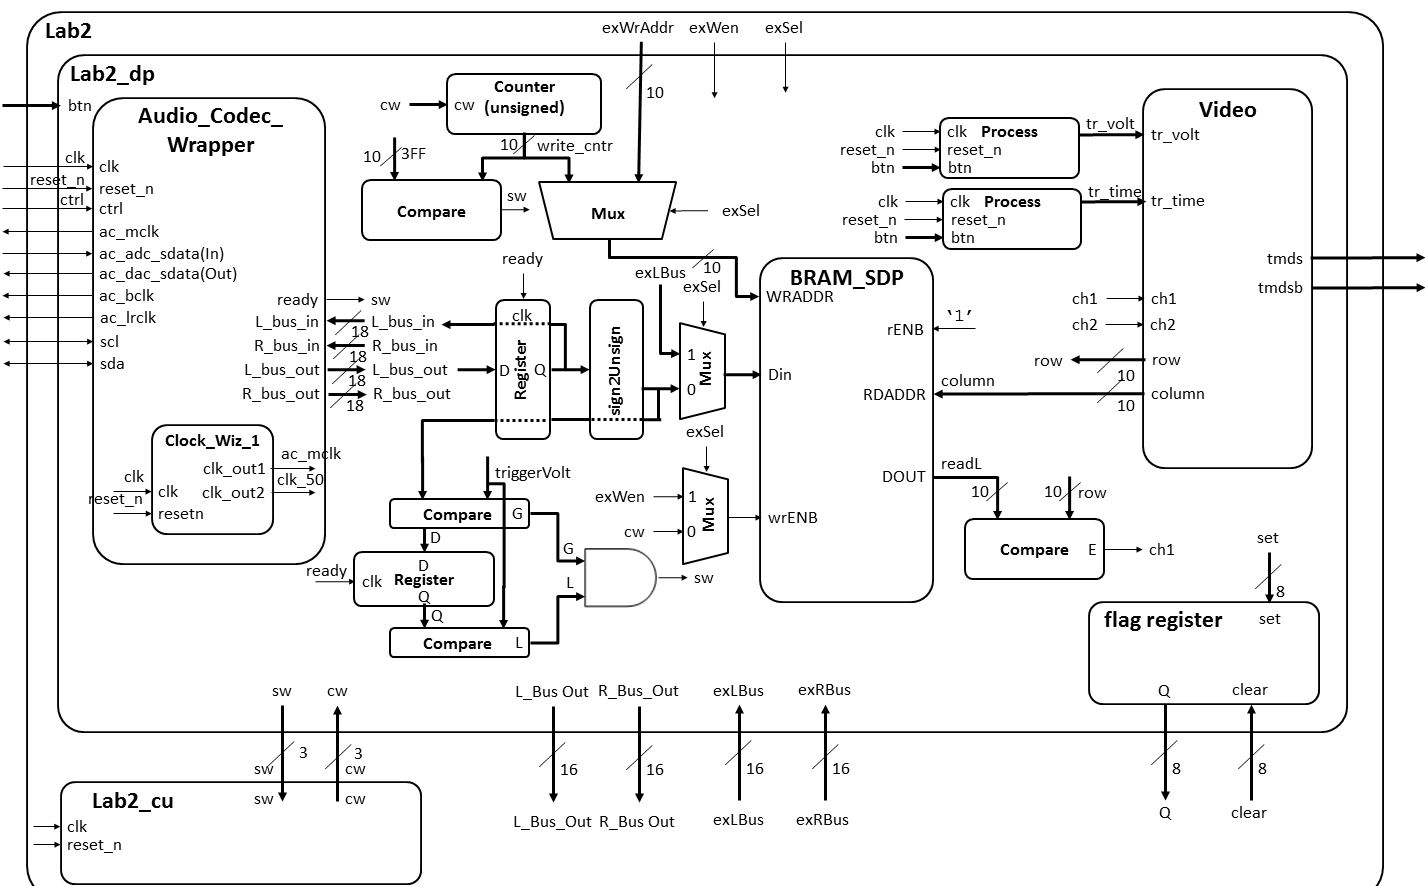 Lab2
exWrAddr exWen exSel
Lab2_dp
btn
Audio_Codec_
Wrapper
clk
clk
reset_n
reset_n
ctrl
ctrl
ac_mclk
ac_adc_sdata(In)
ac_dac_sdata(Out)
ac_bclk
ac_lrclk
scl
sda
ready
sw
L_bus_in
18
L_bus_in
R_bus_in
18
R_bus_in
L_bus_out
18
L_bus_out
R_bus_out
18
R_bus_out
Clock_Wiz_1
clk_out1
ac_mclk
clk_out2
clk_50
clk
clk
reset_n
resetn
cw
cw
Counter
(unsigned)
10
write_cntr
10
3FF
Compare
sw
10
Mux
exSel
10
ready
clk
D
Register
Q
sign2Unsign
exLBus
exSel
1
0
Mux
exSel
exWen
1
cw
0
Mux
triggerVolt
Compare G
D
ready
D
clk
Register
Q
Q
Compare L
G
L
sw
BRAM_SDP
WRADDR
rENB
‘1’
Din
RDADDR
column
DOUT
readL
wrENB
10
10
row
Compare E
ch1
clk
clk Process
reset_n
reset_n
btn
btn
tr_volt
clk
clk Process
reset_n
reset_n
btn
btn
tr_time
Video
tr_volt
tr_time
tmds
tmdsb
ch1
ch1
ch2
ch2
row
row
10
column
10
set
8
flag register
set
Q
clear
8
8
Q
clear
sw
cw
3
3
sw
cw
sw
cw
Lab2_cu
clk
reset_n
L_Bus Out
R_Bus_Out
exLBus
exRBus
16
16
16
16
L_Bus_Out
R_Bus Out
exLBus
exRBus